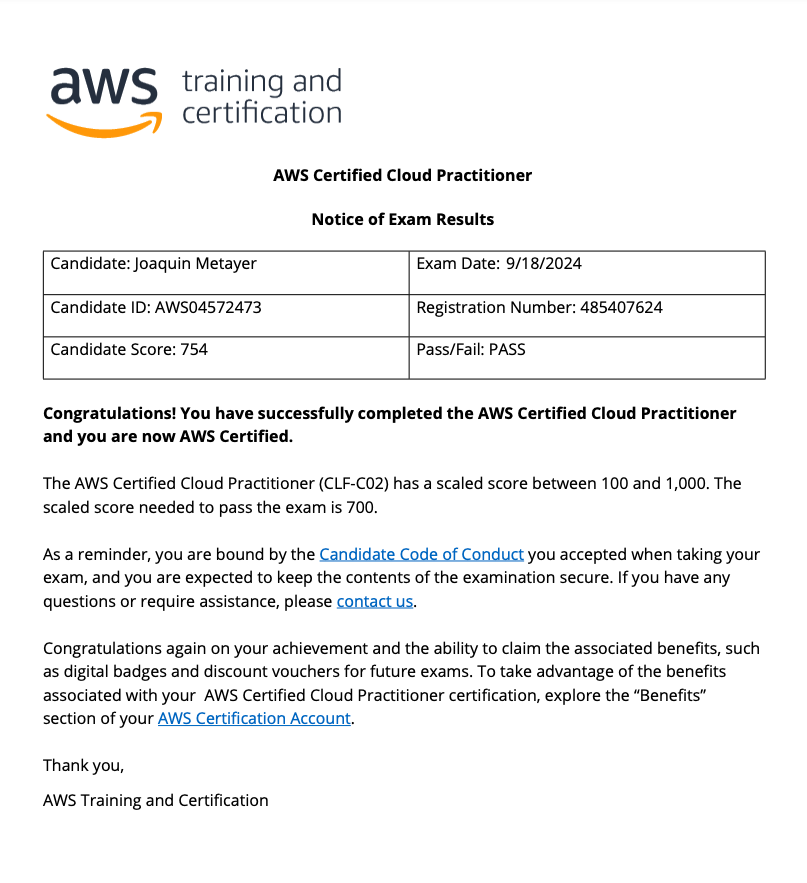 aws training and
certification
AWS Certified Cloud Practitioner
Notice of Exam Results
Candidate: Joaquin Metayer
Exam Date: 9/18/2024
Candidate ID: AWS04572473
Registration Number: 485407624
Candidate Score: 754
Pass/Fail: PASS
Congratulations! You have successfully completed the AWS Certified Cloud Practitioner
and you are now AWS Certified.
The AWS Certified Cloud Practitioner (CLF-C02) has a scaled score between 100 and 1,000. The
scaled score needed to pass the exam is 700.
As a reminder, you are bound by the Candidate Code of Conduct you accepted when taking your
exam, and you are expected to keep the contents of the examination secure. If you have any
questions or require assistance, please contact us.
Congratulations again on your achievement and the ability to claim the associated benefits, such
as digital badges and discount vouchers for future exams. To take advantage of the benefits
associated with your  AWS Certified Cloud Practitioner certification, explore the “Benefits”
section of your AWS Certification Account.
Thank you,
AWS Training and Certification